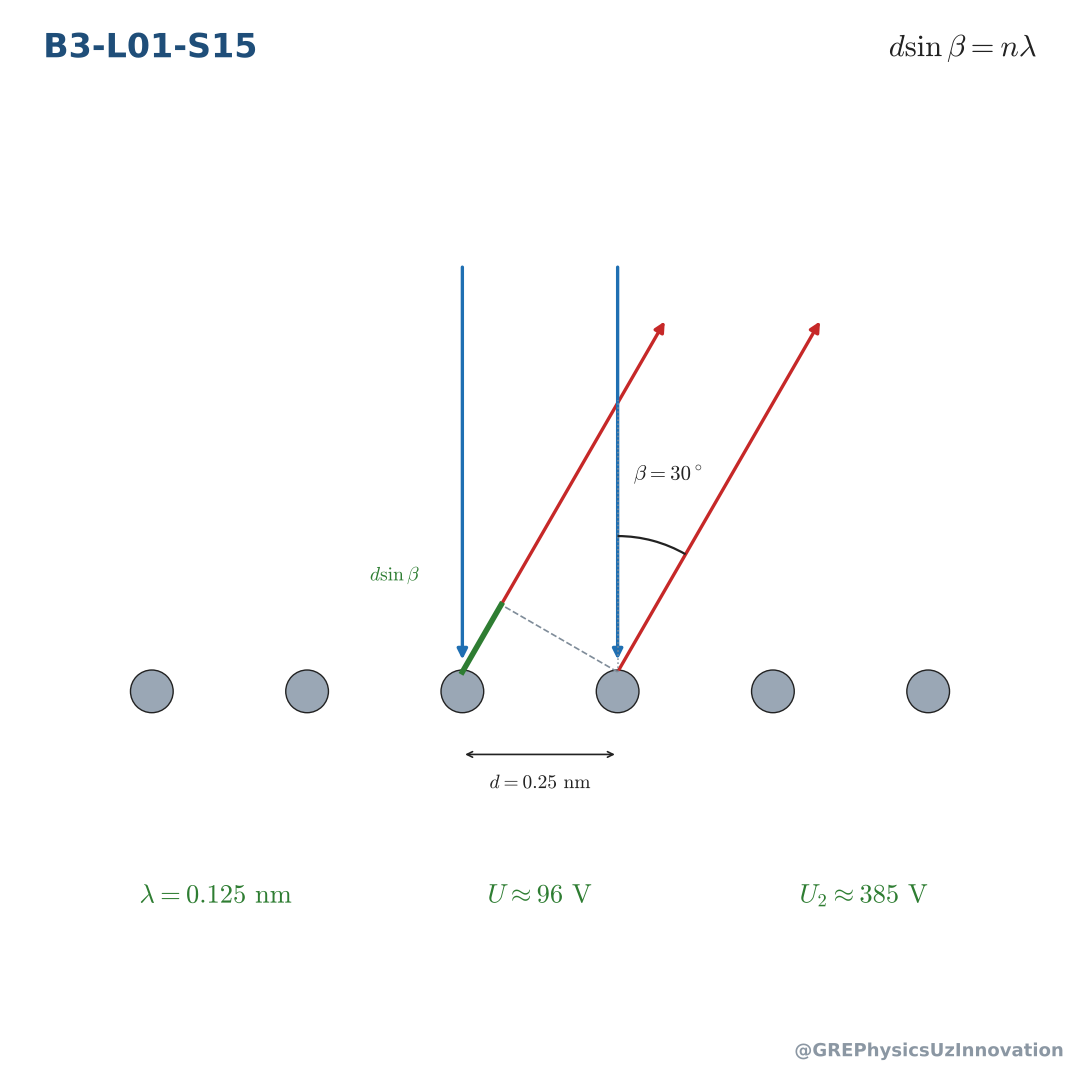 B3-L01-S15
d sin β = nλ
β = 30°
d sin β
d = 0.25 nm
λ = 0.125 nm
U ≈ 96 V
U₂ ≈ 385 V
@GREPhysicsUzInnovation